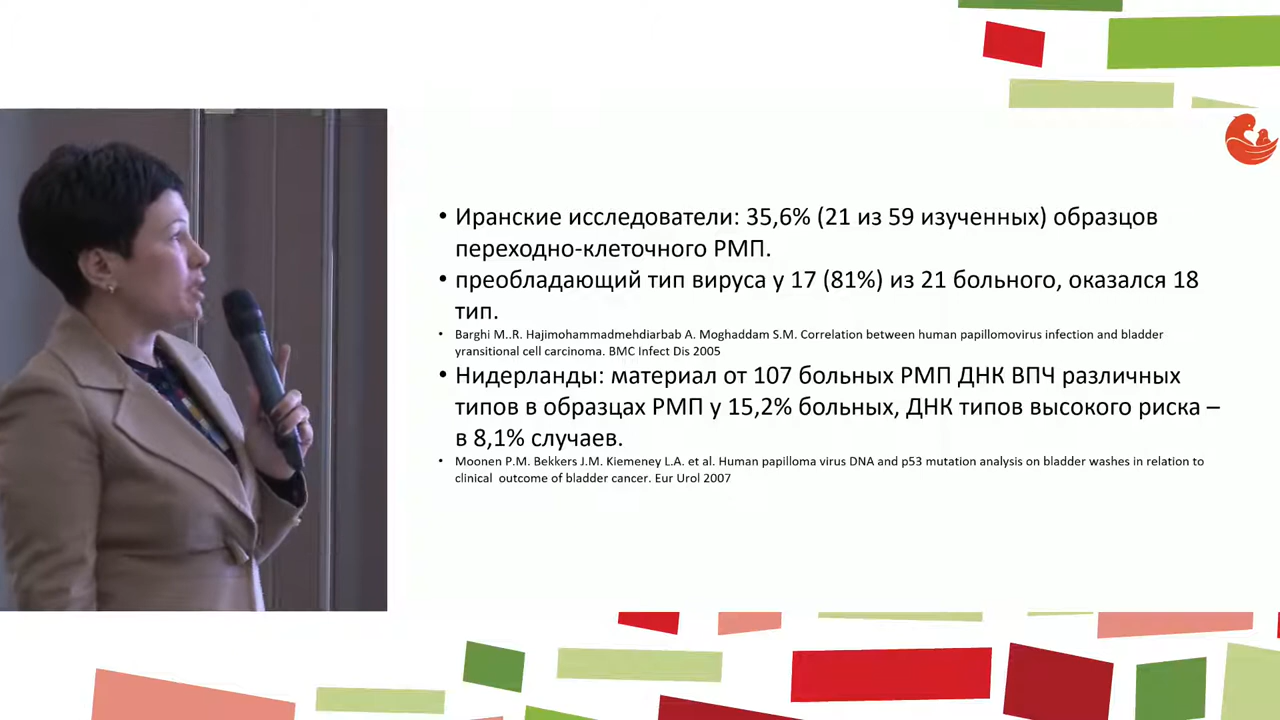 • Иранские исследователи: 35,6% (21 из 59 изученных) образцов
переходно-клеточного РМП.
• преобладающий тип вируса у 17 (81%) из 21 больного, оказался 18
тип.
• Barghi M..R. Hajimohammadmehdiarbab A. Moghaddam S.M. Correlation between human papillomovirus infection and bladder
yransitional cell carcinoma. BMC Infect Dis 2005
• Нидерланды: материал от 107 больных РМП ДНК ВПЧ различных
типов в образцах РМП у 15,2% больных, ДНК типов высокого риска –
в 8,1% случаев.
• Moonen P.M. Bekkers J.M. Kiemeney L.A. et al. Human papilloma virus DNA and p53 mutation analysis on bladder washes in relation to
clinical outcome of bladder cancer. Eur Urol 2007